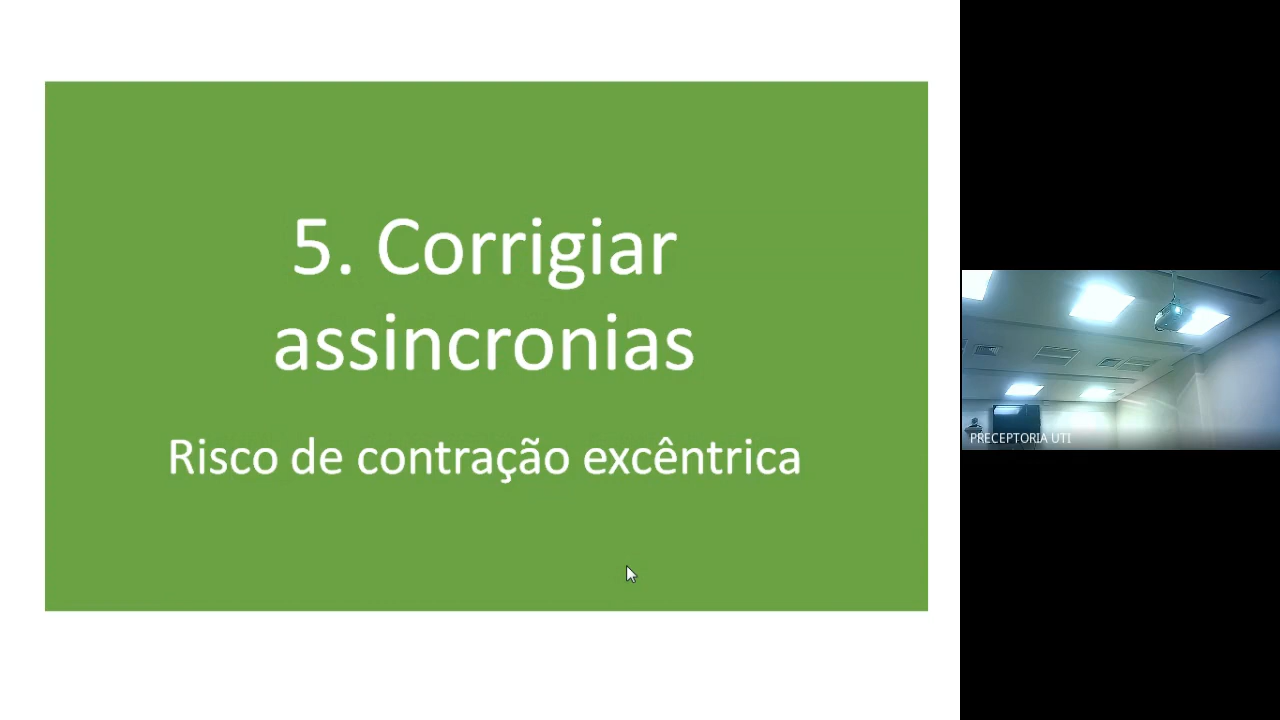 5. Corrigiar
assincronias
Risco de contração excêntrica
PRECEPTORIA UTI